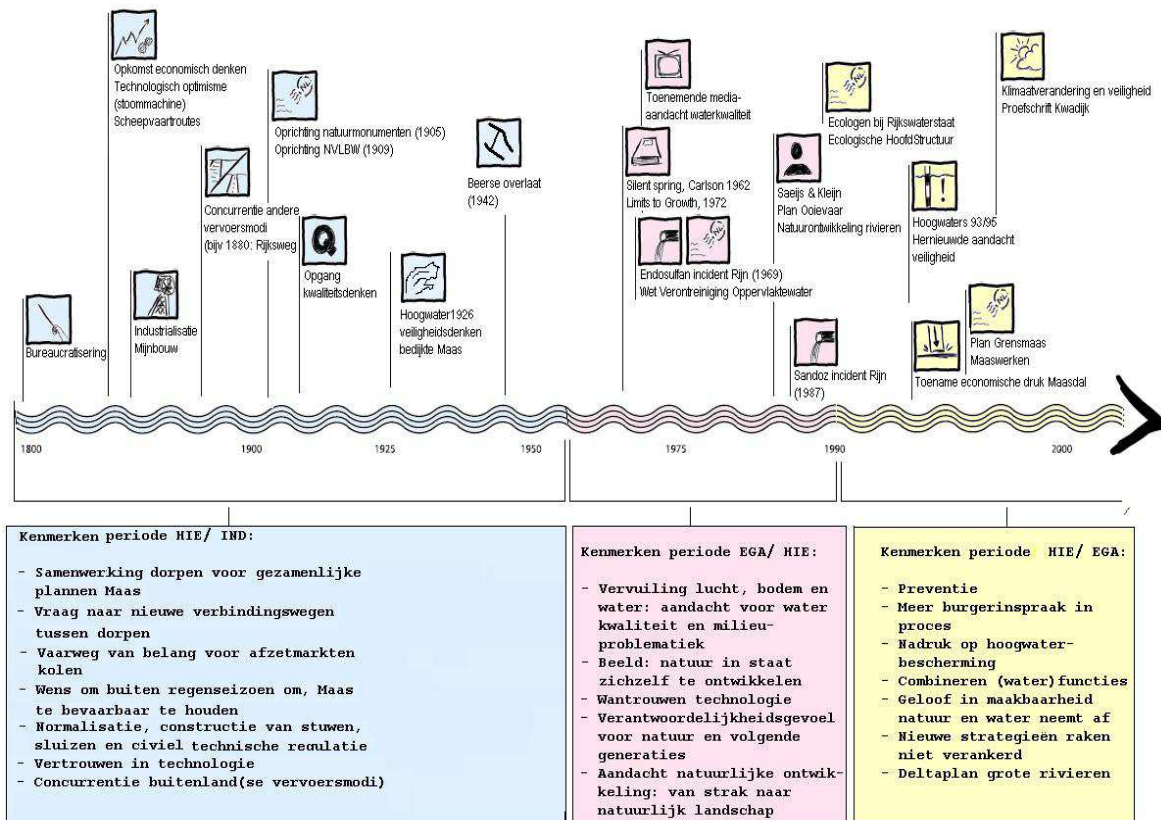 Opkomst economisch denken
Technologisch optimisme
(stoommachine)
Scheepvaartroutes
NL
Oprichting natuurmonumenten (1905)
Oprichting NVLBW (1909)
Concurrentie andere
vervoersmodi
(bijv 1880: Rijksweg
Q
Opgang
kwaliteitsdenken
Beerse overlaat
(1942)
Bureaucratisering
Industrialisatie
Mijnbouw
Hoogwater1926
veiligheidsdenken
bedijkte Maas
Toenemende media-
aandacht waterkwaliteit
Silent spring, Carlson 1962
Limits to Growth, 1972
NL
Endosulfan incident Rijn (1969)
Wet Verontreiniging Oppervlaktewater
NL
Ecologen bij Rijkswaterstaat
Ecologische HoofdStructuur
Saeijs & Kleijn
Plan Ooievaar
Natuurontwikkeling rivieren
Sandoz incident Rijn
(1987)
Klimaatverandering en veiligheid
Proefschrift Kwadijk
!
Hoogwaters 93/95
Hernieuwde aandacht
veiligheid
NL
Plan Grensmaas
Maaswerken
Toename economische druk Maasdal
1800
1900
1925
1950
1975
1990
2000
Kenmerken periode HIE/ IND:
- Samenwerking dorpen voor gezamenlijke
plannen Maas
- Vraag naar nieuwe verbindingswegen
tussen dorpen
- Vaarweg van belang voor afzetmarkten
kolen
- Wens om buiten regenseizoen om, Maas
te bevaarbaar te houden
- Normalisatie, constructie van stuwen,
sluizen en civiel technische regulatie
- Vertrouwen in technologie
- Concurrentie buitenland(se vervoersmodi)
Kenmerken periode EGA/ HIE:
- Vervuiling lucht, bodem en
water: aandacht voor water
kwaliteit en milieu-
problematiek
- Beeld: natuur in staat
zichzelf te ontwikkelen
- Wantrouwen technologie
- Verantwoordelijkheidsgevoel
voor natuur en volgende
generaties
- Aandacht natuurlijke ontwik-
keling: van strak naar
natuurlijk landschap
Kenmerken periode HIE/ EGA:
- Preventie
- Meer burgerinspraak in
proces
- Nadruk op hoogwater-
bescherming
- Combineren (water)functies
- Geloof in maakbaarheid
natuur en water neemt af
- Nieuwe strategieën raken
niet verankerd
- Deltaplan grote rivieren